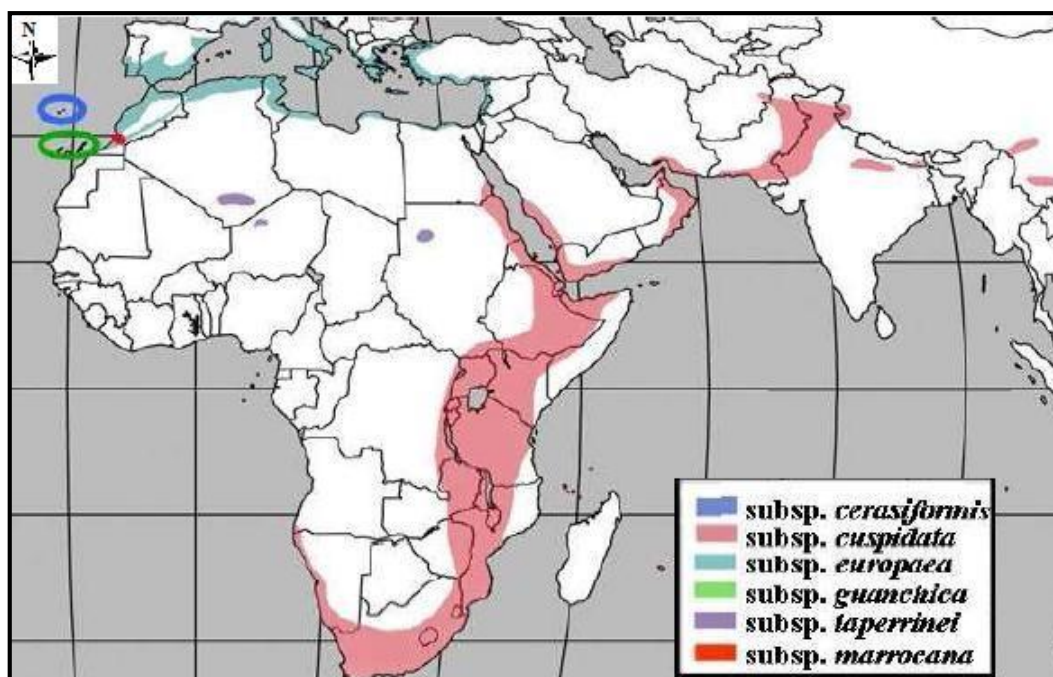 N
subsp. cerasiformis
subsp. cuspidata
subsp. europaea
subsp. guanchica
subsp. laperrinei
subsp. marrocana